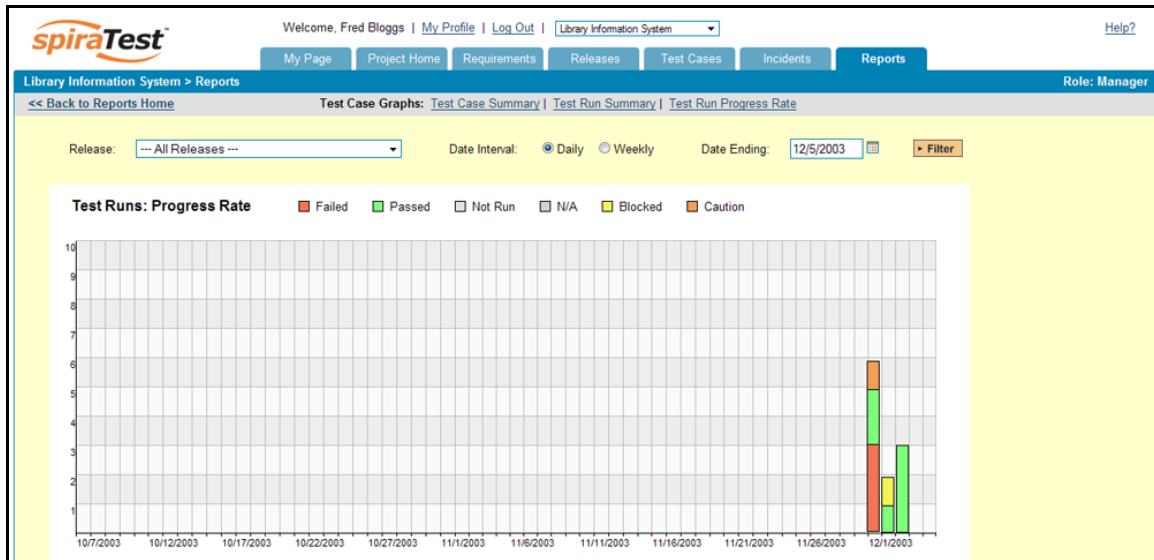 spiraTest™
Welcome, Fred Bloggs | My Profile | Log Out | Library Information System
Help?
My Page Project Home Requirements Releases Test Cases Incidents Reports
Library Information System > Reports Role: Manager
<< Back to Reports Home Test Case Graphs: Test Case Summary | Test Run Summary | Test Run Progress Rate
Release: --- All Releases --- Date Interval: Daily Weekly Date Ending: 12/5/2003 Filter
Test Runs: Progress Rate Failed Passed Not Run N/A Blocked Caution
10
9
8
7
6
5
4
3
2
1
10/7/2003 10/12/2003 10/17/2003 10/22/2003 10/27/2003 11/1/2003 11/6/2003 11/11/2003 11/16/2003 11/21/2003 11/26/2003 12/1/2003